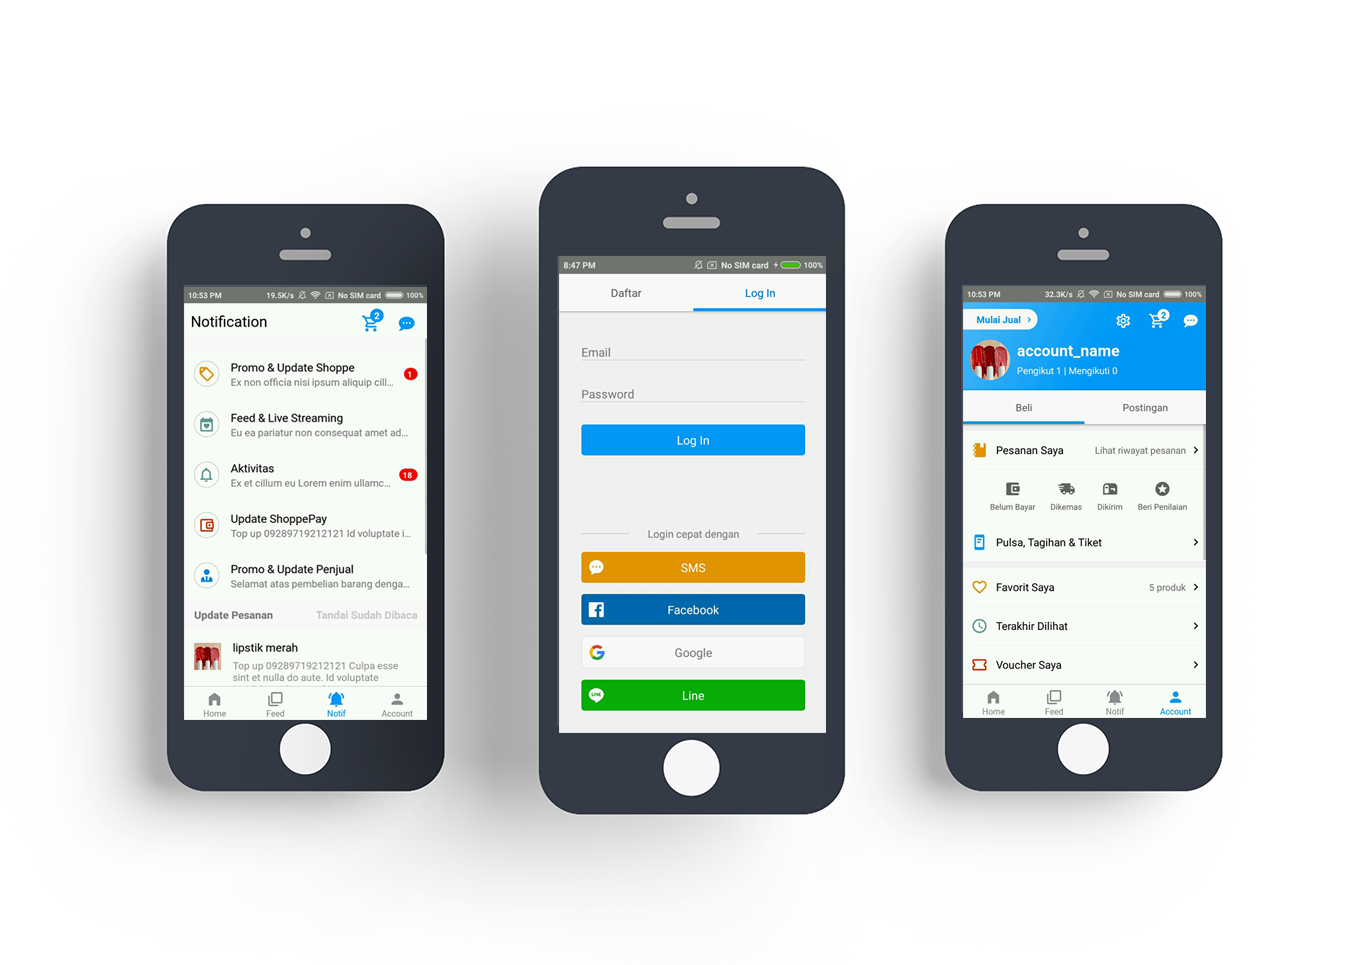 10:53 PM 19.5K/s No SIM card 100%
Notification 2
Promo & Update Shoppe
Ex non officia nisi ipsum aliquip cill... 1
Feed & Live Streaming
Eu ea pariatur non consequat amet ad...
Aktivitas
Ex et cillum eu Lorem enim ullamc... 18
Update ShoppePay
Top up 09289719212121 Id voluptate i...
Promo & Update Penjual
Selamat atas pembelian barang denga...
Update Pesanan Tandai Sudah Dibaca
lipstik merah
Top up 09289719212121 Culpa esse
sint et nulla do aute. Id voluptate
Home Feed Notif Account
8:47 PM No SIM card 100%
Daftar Log In
Email
Password
Log In
Login cepat dengan
SMS
Facebook
Google
LINE Line
10:53 PM 32.3K/s No SIM card 100%
Mulai Jual 2
account_name
Pengikut 1 | Mengikuti 0
Beli Postingan
Pesanan Saya Lihat riwayat pesanan
Belum Bayar Dikemas Dikirim Beri Penilaian
Pulsa, Tagihan & Tiket
Favorit Saya 5 produk
Terakhir Dilihat
Voucher Saya
Home Feed Notif Account